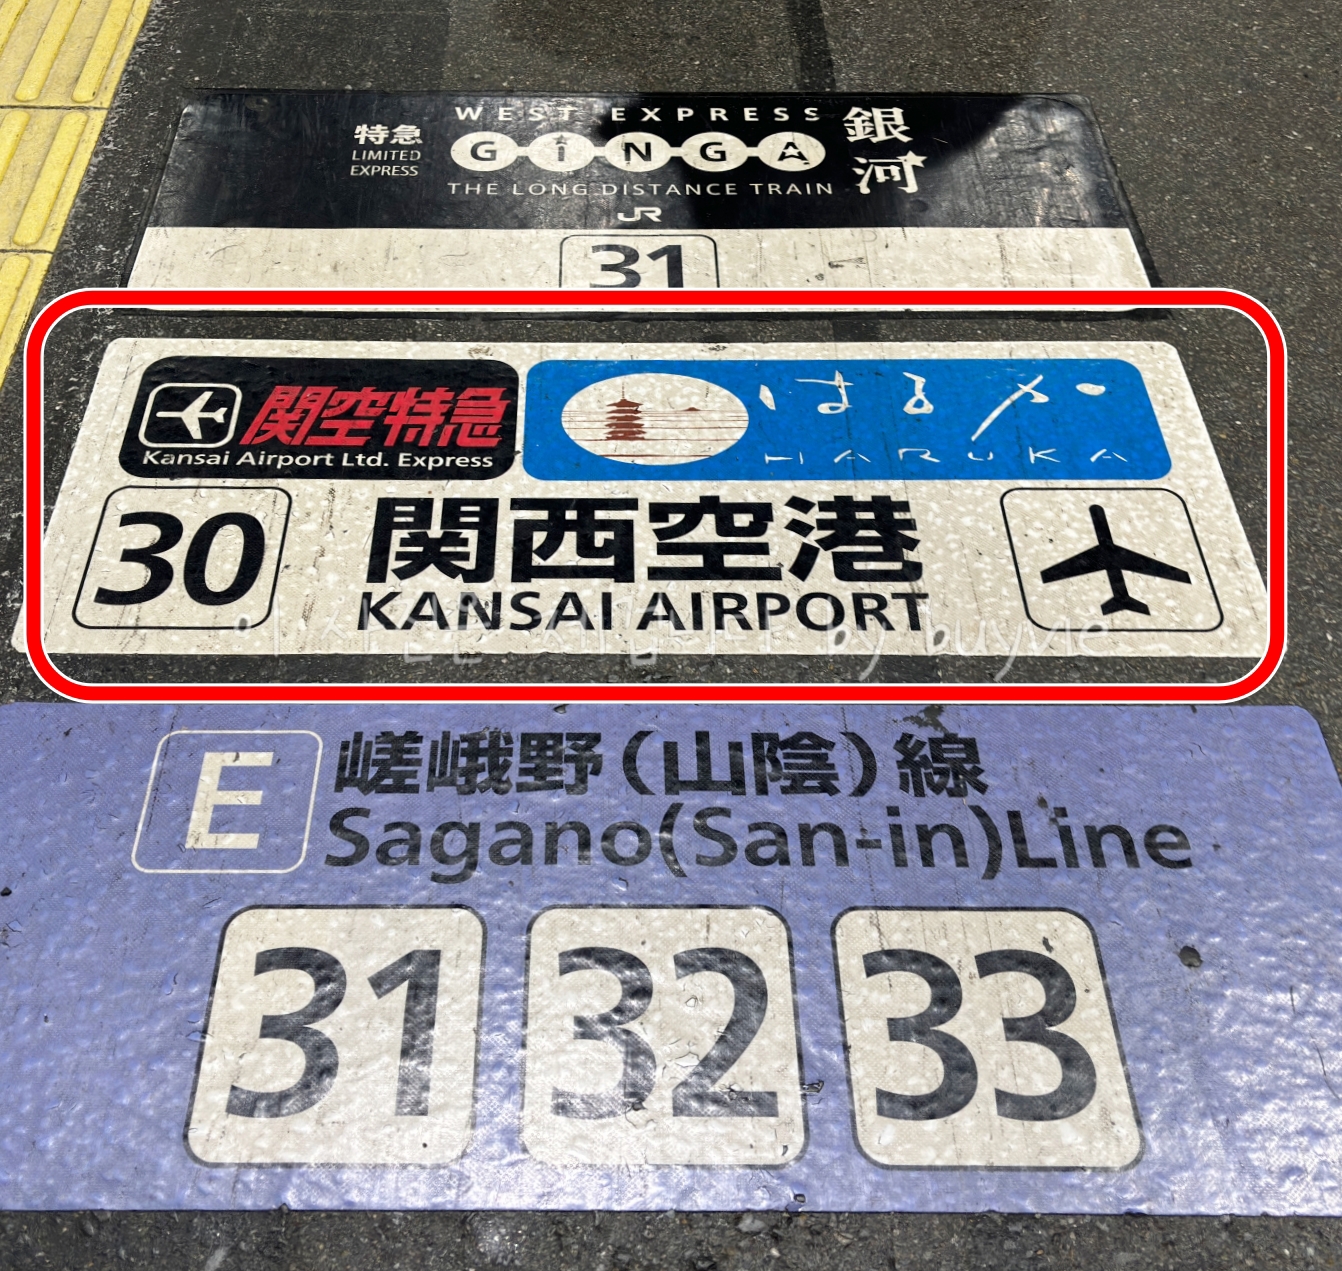 WEST EXPRESS
特急
LIMITED
EXPRESS
GINGA
銀河
THE LONG DISTANCE TRAIN
JR
31
関空特急
Kansai Airport Ltd. Express
はるか
HARUKA
30
関西空港
KANSAI AIRPORT
by buyvie
E
嵯峨野(山陰)線
Sagano(San-in)Line
31 32 33